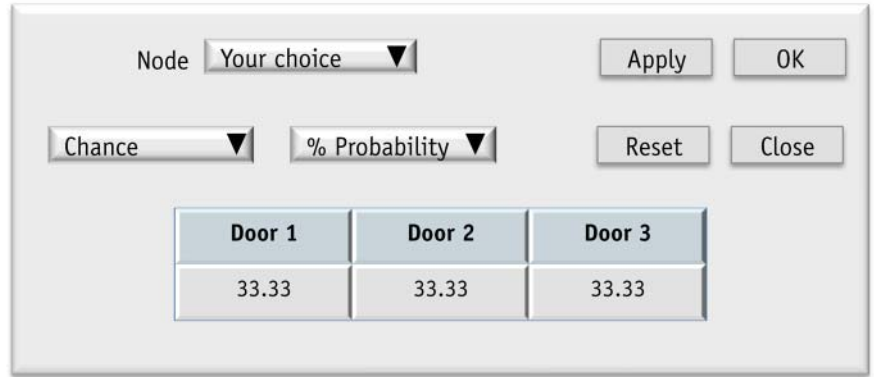 Node Your choice Apply OK
Chance % Probability Reset Close
Door 1 Door 2 Door 3
33.33 33.33 33.33